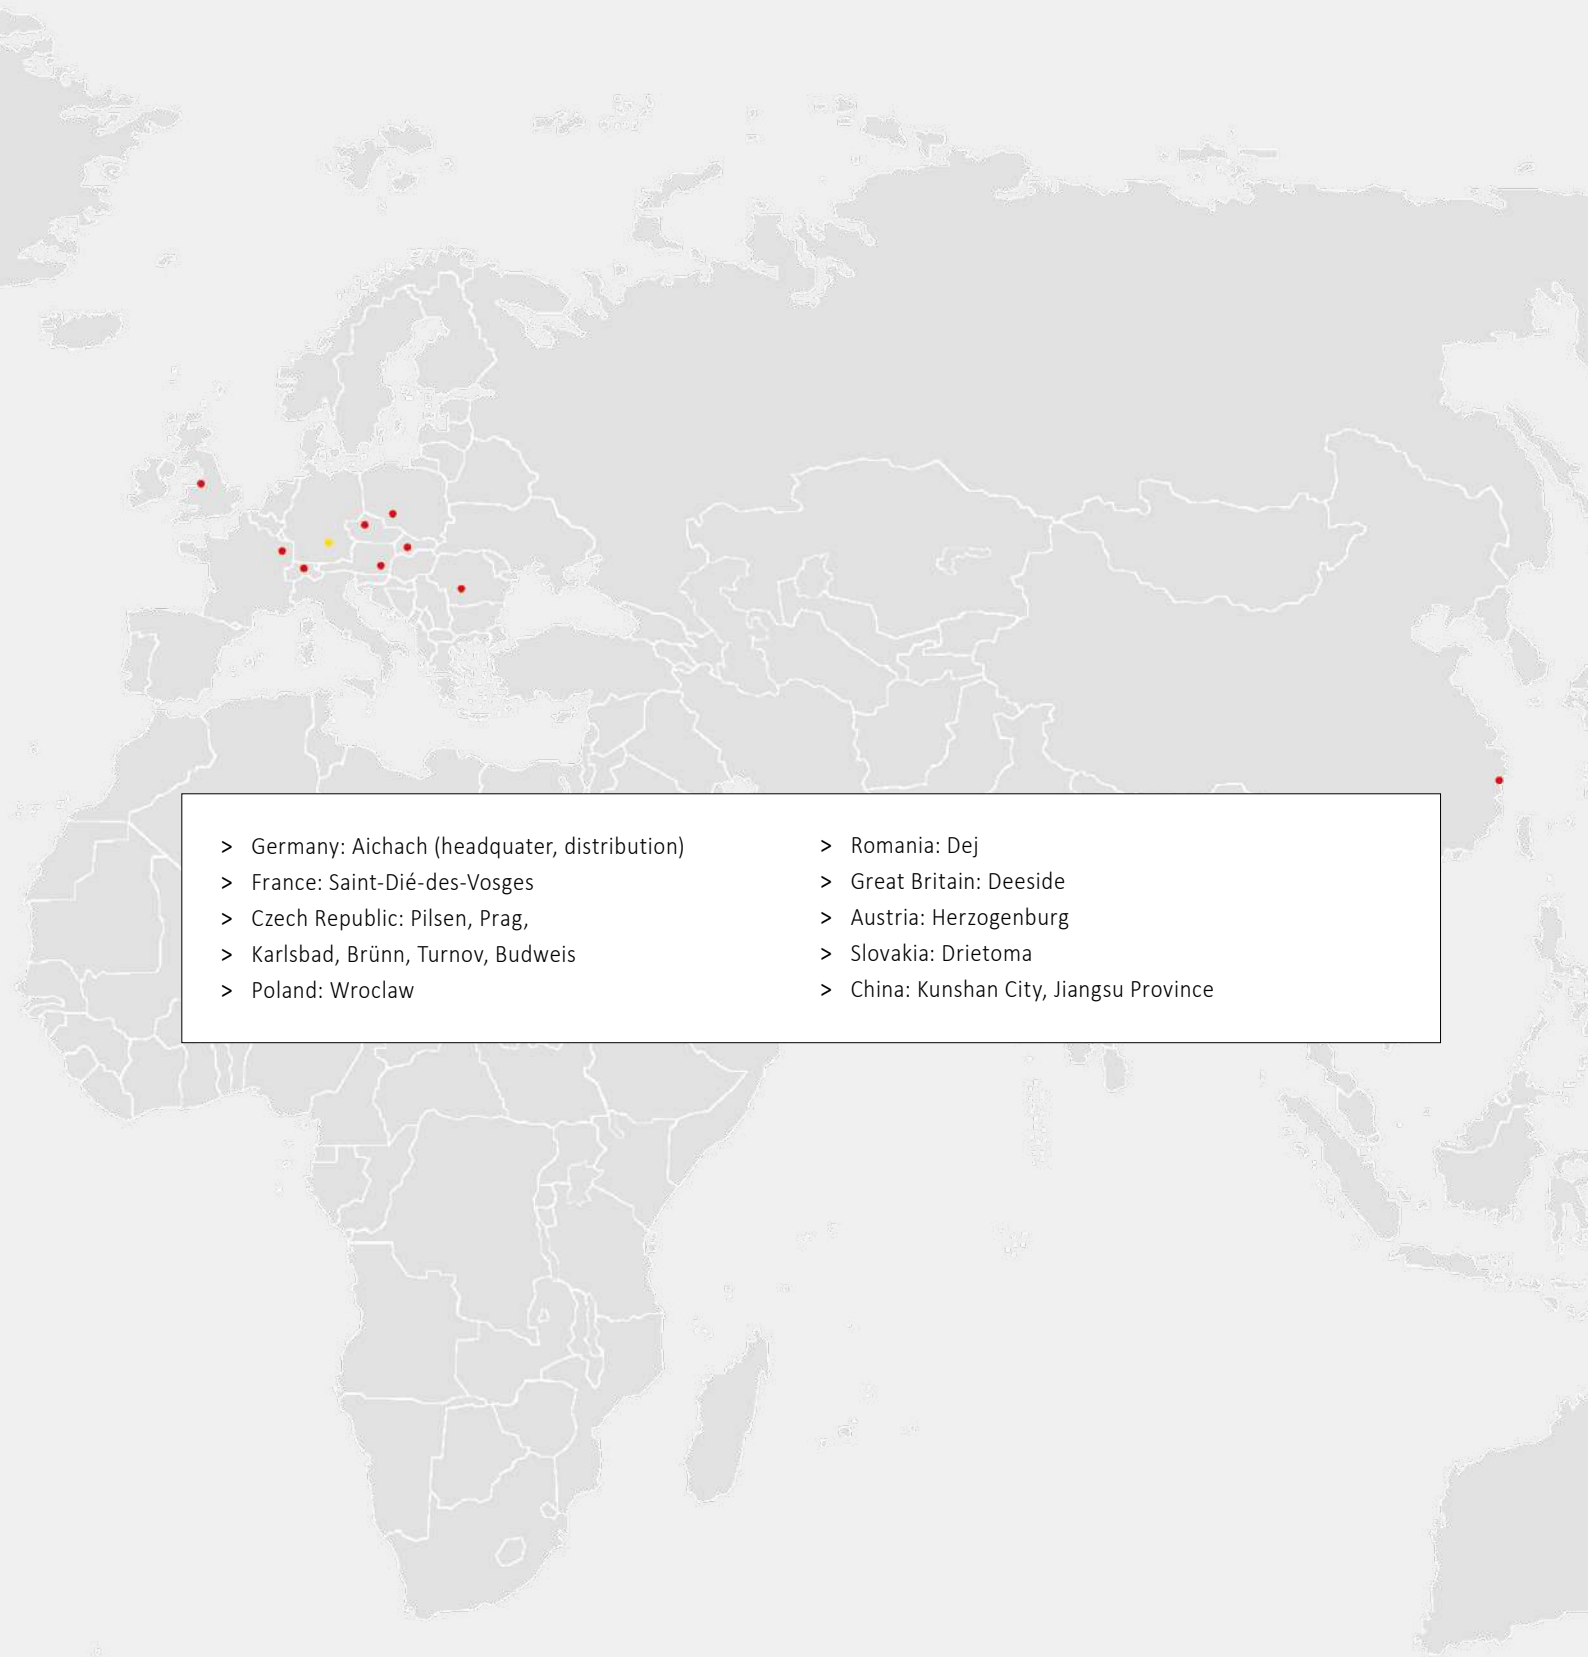 > Germany: Aichach (headquater, distribution)
> France: Saint-Dié-des-Vosges
> Czech Republic: Pilsen, Prag,
> Karlsbad, Brünn, Turnov, Budweis
> Poland: Wroclaw
> Romania: Dej
> Great Britain: Deeside
> Austria: Herzogenburg
> Slovakia: Drietoma
> China: Kunshan City, Jiangsu Province